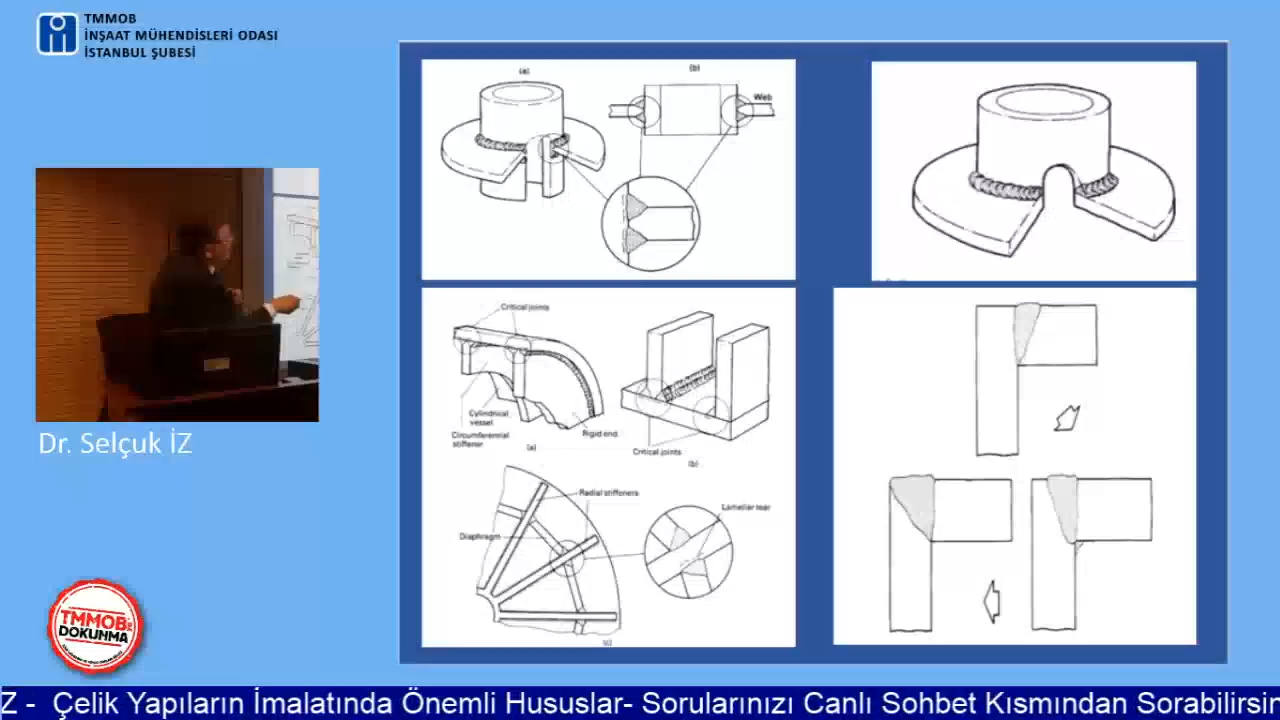 TMMOB
İNŞAAT MÜHENDİSLERİ ODASI
İSTANBUL ŞUBESİ
(a)
(b)
Web
Critical joints
Cylindrical
vessel
Circumferential
stiffener
Rigid end
(a)
Critical joints
(b)
Radial stiffeners
Lamellar tear
Diaphragm
(c)
Dr. Selçuk İZ
TMMOB
DOKUNMA
Z - Çelik Yapıların İmalatında Önemli Hususlar- Sorularınızı Canlı Sohbet Kısmından Sorabilirsin